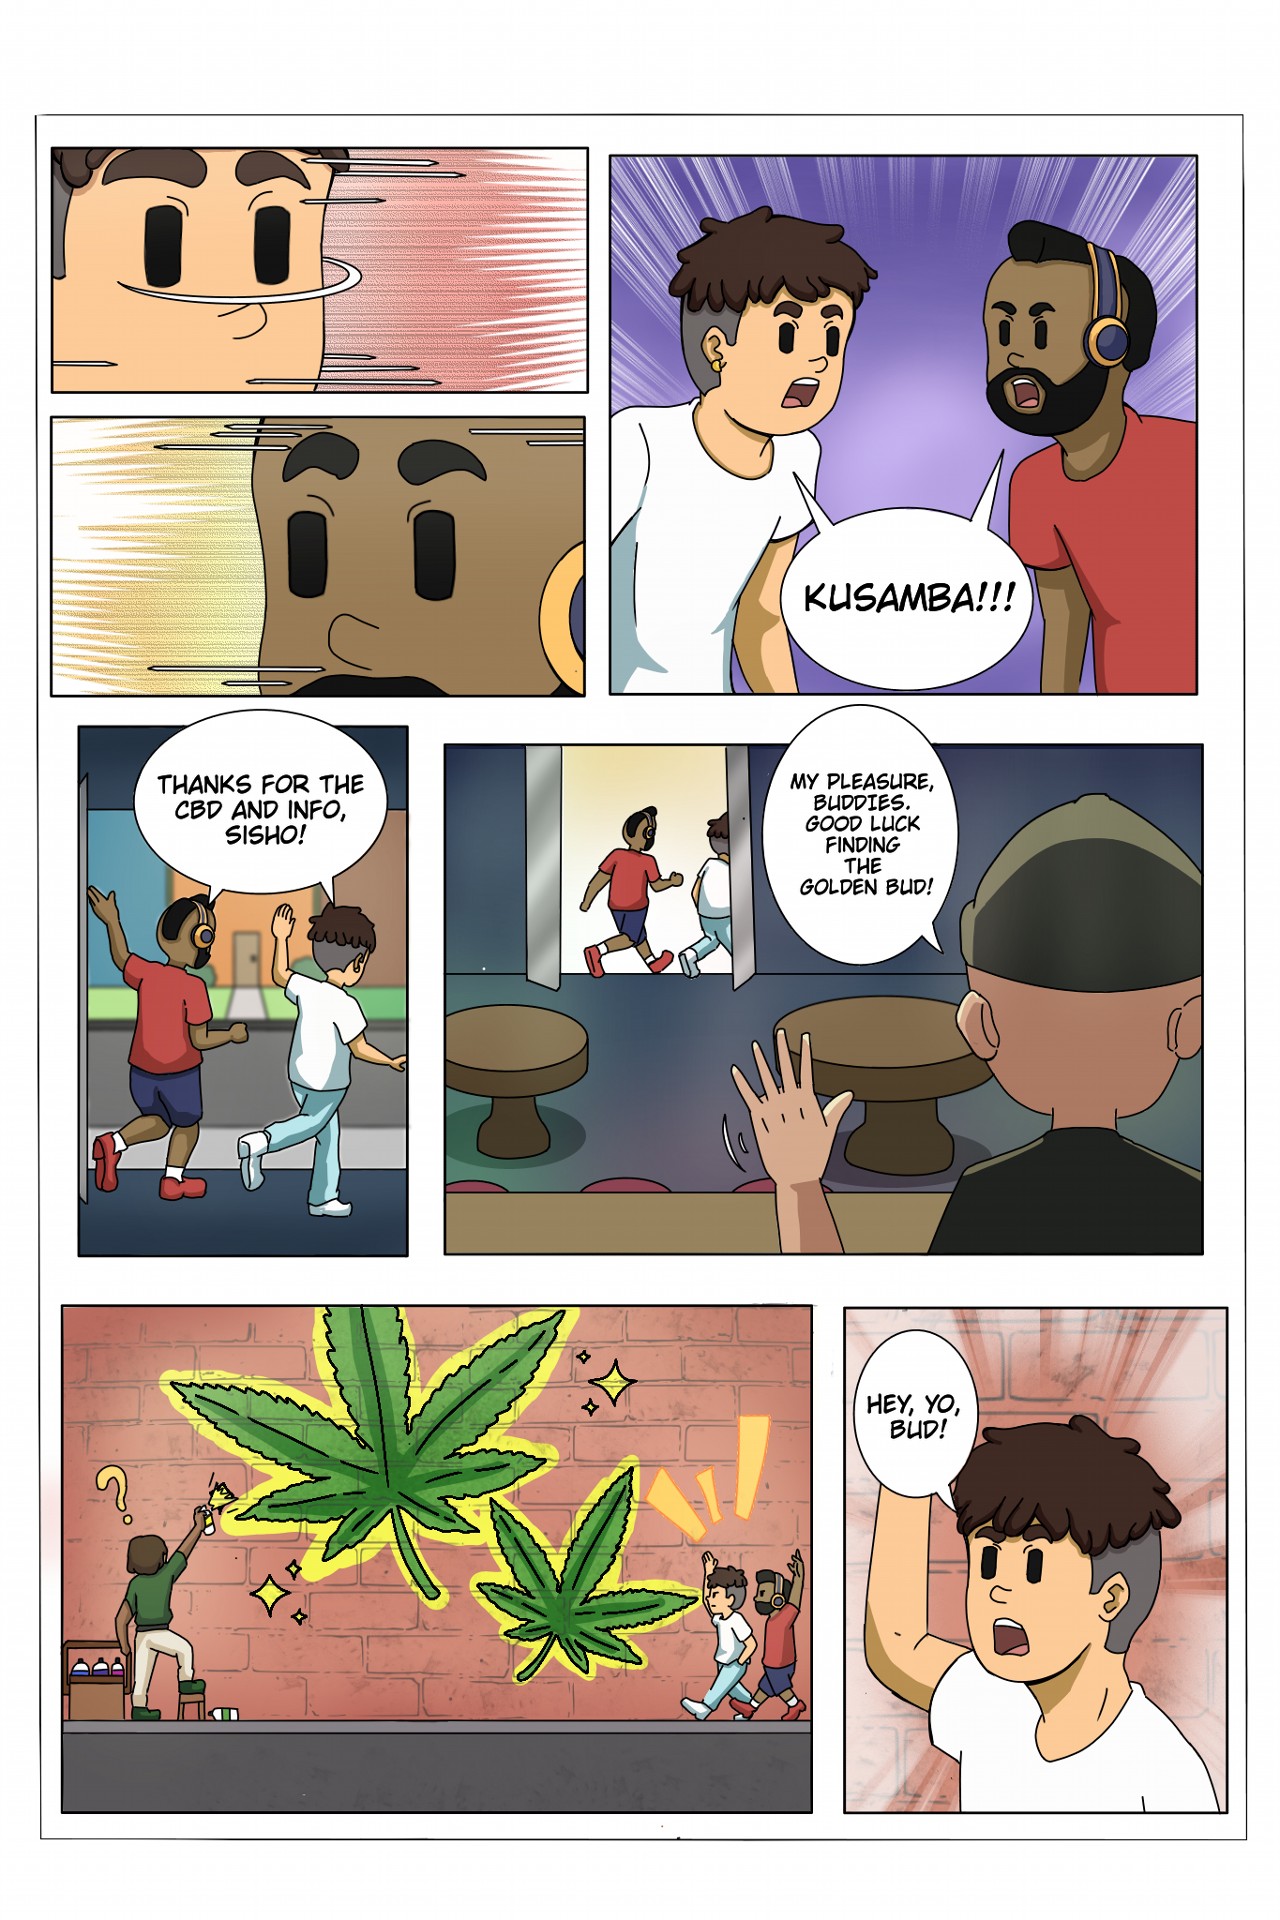 KUSAMBA!!!
THANKS FOR THE
CBD AND INFO,
SISHO!
MY PLEASURE,
BUDDIES.
GOOD LUCK
FINDING
THE
GOLDEN BUD!
?
HEY, YO,
BUD!